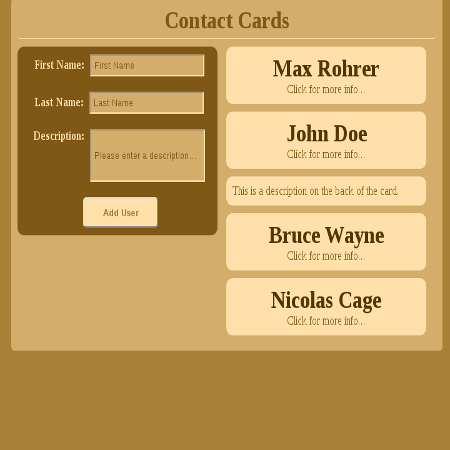 Contact Cards
First Name:
First Name
Last Name:
Last Name
Description:
Please enter a description...
Add User
Max Rohrer
Click for more info...
John Doe
Click for more info...
This is a description on the back of the card.
Bruce Wayne
Click for more info...
Nicolas Cage
Click for more info...